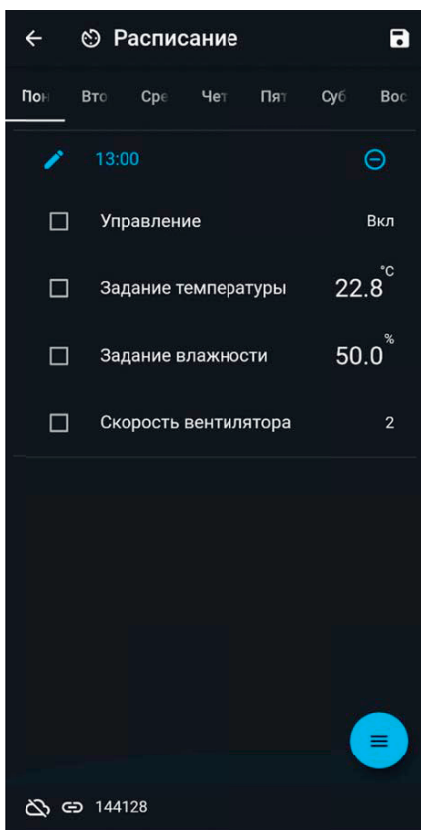 Расписание
Пон Вто Сре Чет Пят Суб Вос
13:00
Управление Вкл
Задание температуры 22.8 °C
Задание влажности 50.0 %
Скорость вентилятора 2
144128